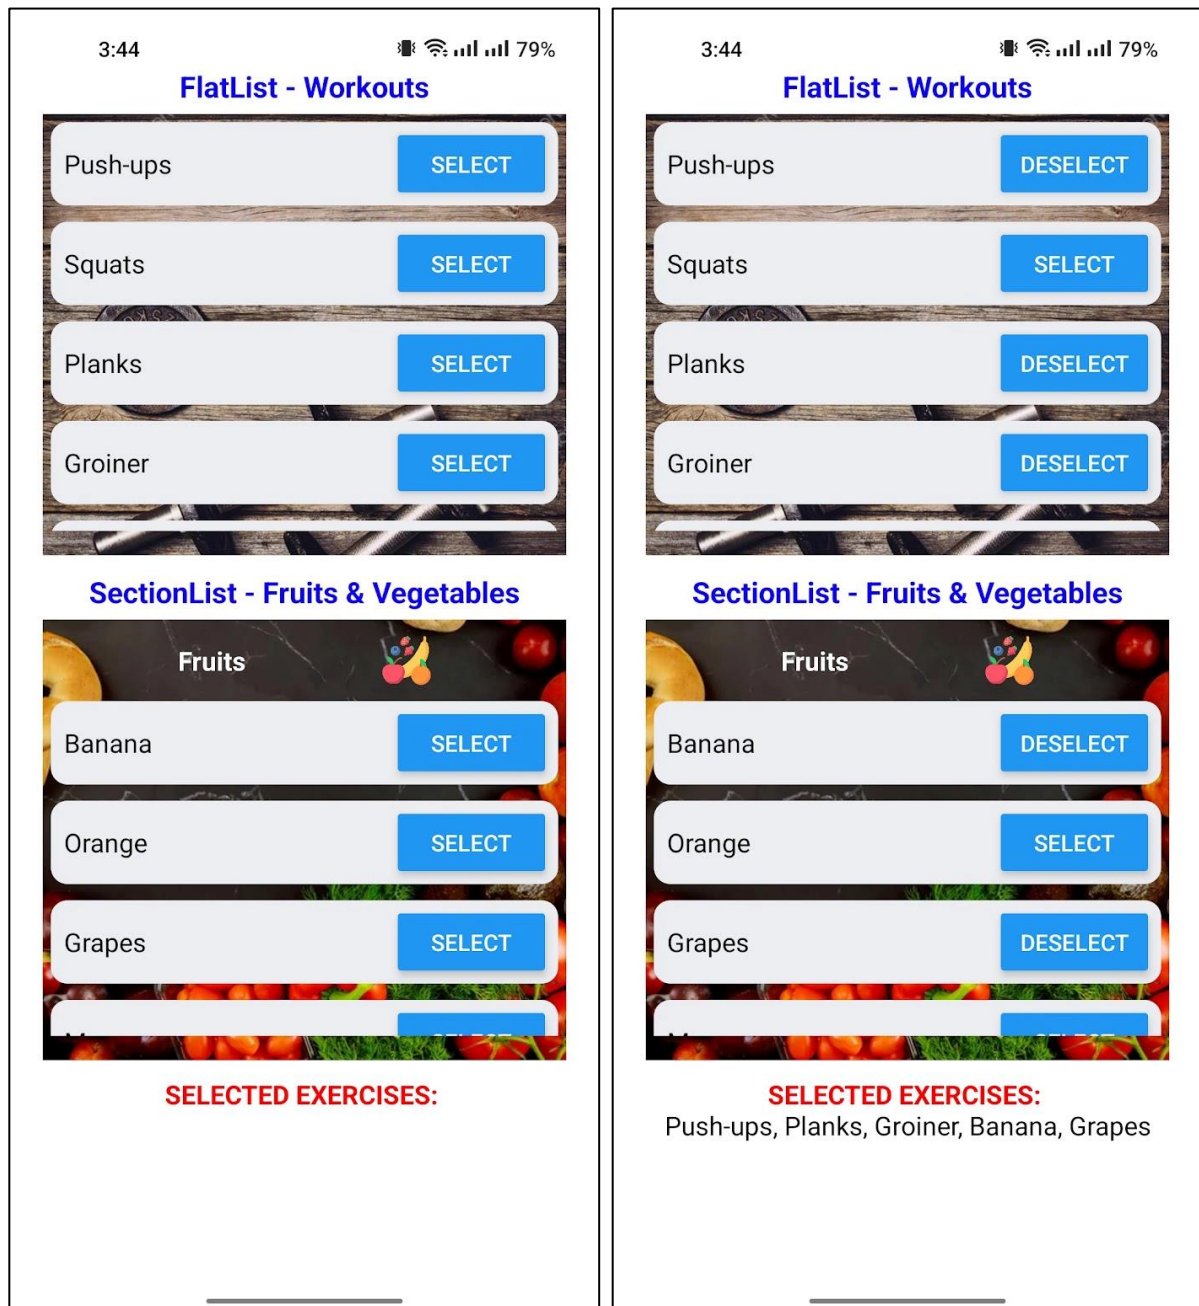 3:44
79%
FlatList - Workouts
Push-ups
SELECT
Squats
SELECT
Planks
SELECT
Groiner
SELECT
SectionList - Fruits & Vegetables
Fruits
Banana
SELECT
Orange
SELECT
Grapes
SELECT
SELECTED EXERCISES:
3:44
79%
FlatList - Workouts
Push-ups
DESELECT
Squats
SELECT
Planks
DESELECT
Groiner
DESELECT
SectionList - Fruits & Vegetables
Fruits
Banana
DESELECT
Orange
SELECT
Grapes
DESELECT
SELECTED EXERCISES:
Push-ups, Planks, Groiner, Banana, Grapes